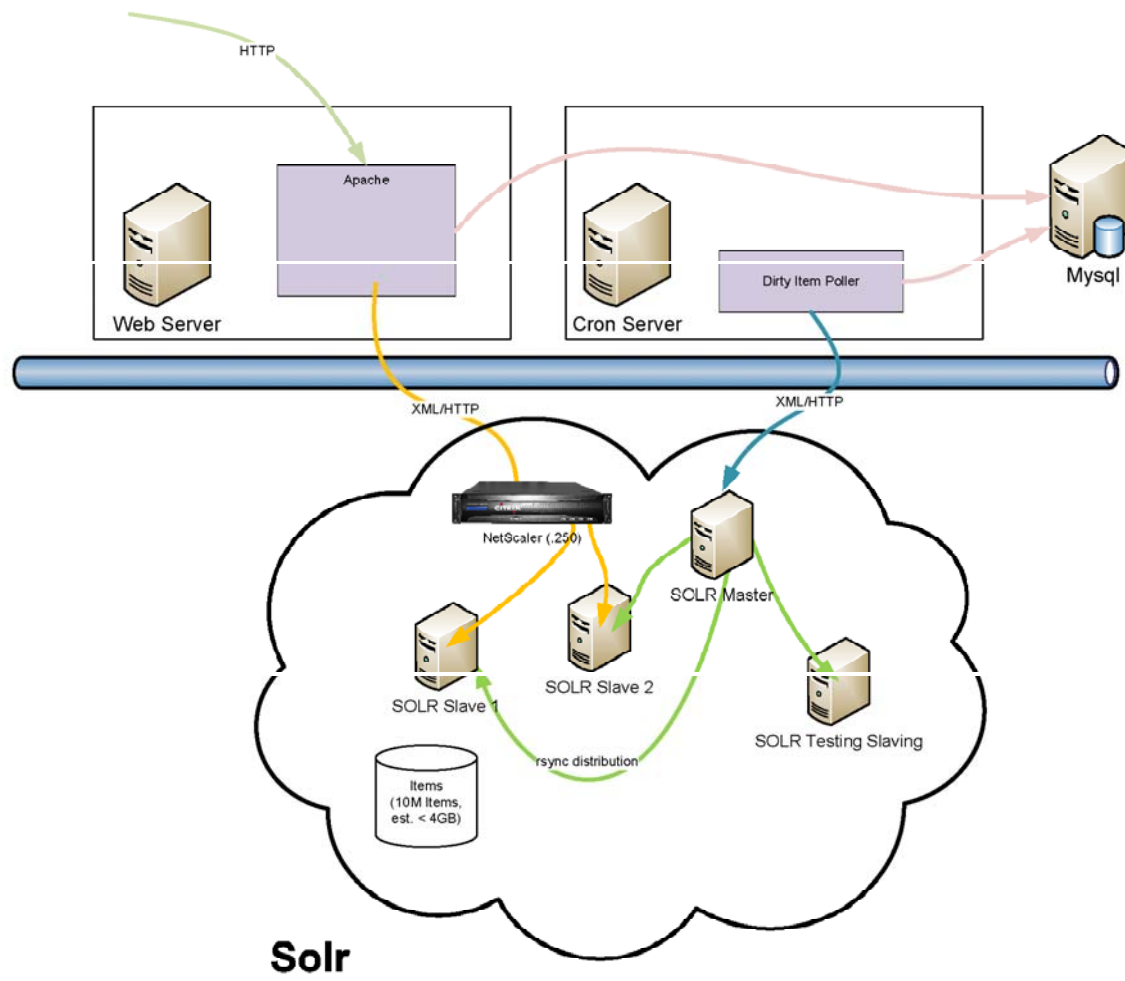 HTTP
Apache
Web Server
Dirty Item Poller
Cron Server
Mysql
XML/HTTP
XML/HTTP
CITRIX
NetScaler (.250)
SOLR Master
SOLR Slave 1
SOLR Slave 2
SOLR Testing Slaving
rsync distribution
Items
(10M Items,
est. < 4GB)
Solr